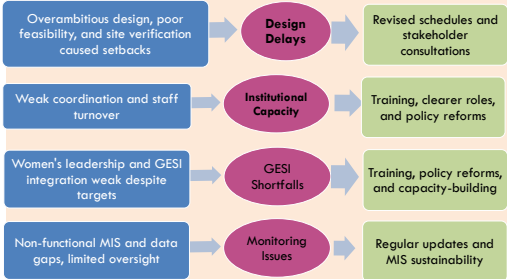 Overambitious design, poor
feasibility, and site verification
caused setbacks
Design
Delays
Revised schedules and
stakeholder
consultations
Weak coordination and staff
turnover
Institutional
Capacity
Training, clearer roles,
and policy reforms
Women's leadership and GESI
integration weak despite
targets
GESI
Shortfalls
Training, policy reforms,
and capacity-building
Non-functional MIS and data
gaps, limited oversight
Monitoring
Issues
Regular updates and
MIS sustainability